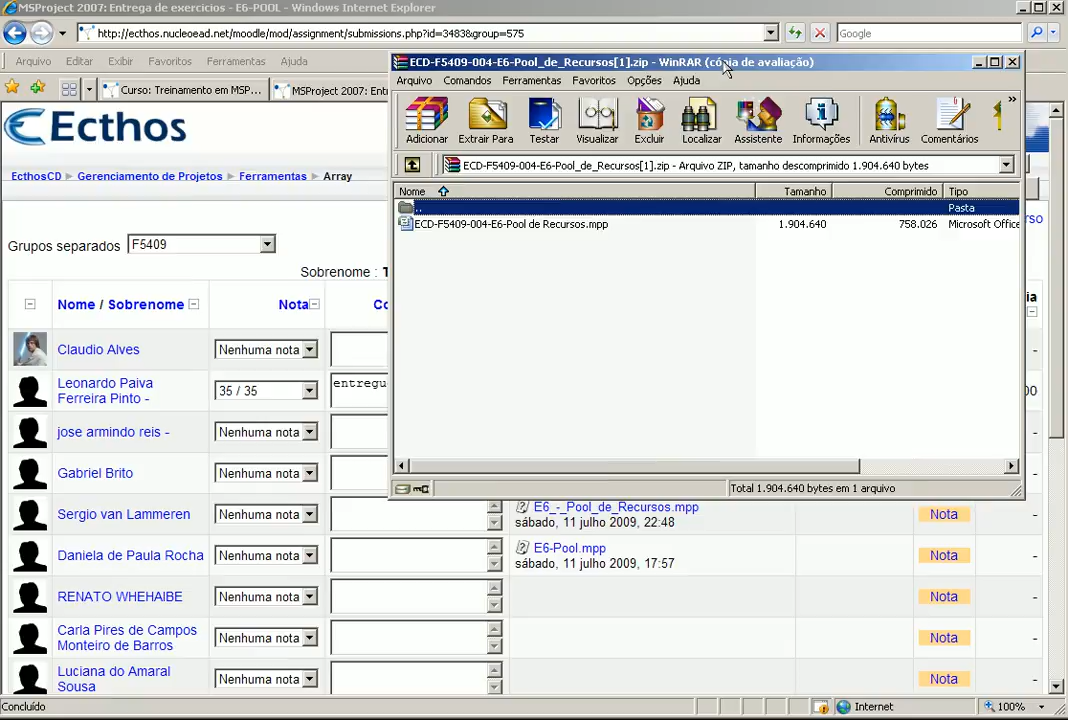 MSProject 2007: Entrega de exercicios - E6-POOL - Windows Internet Explorer
http://ecthos.nucleoead.net/moodle/mod/assignment/submissions.php?id=3483&group=575
Google
Arquivo Editar Exibir Favoritos Ferramentas Ajuda
Curso: Treinamento em MSP...
MSProject 2007: Ent
Ecthos
EcthosCD ► Gerenciamento de Projetos ► Ferramentas ► Array
Grupos separados F5409
Sobrenome :
Nome / Sobrenome
Nota
Claudio Alves
Nenhuma nota
Leonardo Paiva
Ferreira Pinto -
35 / 35
entregu
jose armindo reis -
Nenhuma nota
Gabriel Brito
Nenhuma nota
Sergio van Lammeren
Nenhuma nota
E6_-_Pool_de_Recursos.mpp
sábado, 11 julho 2009, 22:48
Nota
-
Daniela de Paula Rocha
Nenhuma nota
E6-Pool.mpp
sábado, 11 julho 2009, 17:57
Nota
-
RENATO WHEHAIBE
Nenhuma nota
Nota
-
Carla Pires de Campos
Monteiro de Barros
Nenhuma nota
Nota
-
Luciana do Amaral
Sousa
Nenhuma nota
Nota
-
ECD-F5409-004-E6-Pool_de_Recursos[1].zip - WinRAR (cópia de avaliação)
Arquivo Comandos Ferramentas Favoritos Opções Ajuda
Adicionar Extrair Para Testar Visualizar Excluir Localizar Assistente Informações Antivírus Comentários
ECD-F5409-004-E6-Pool_de_Recursos[1].zip - Arquivo ZIP, tamanho descomprimido 1.904.640 bytes
Nome Tamanho Comprimido Tipo
.. Pasta
ECD-F5409-004-E6-Pool de Recursos.mpp 1.904.640 758.026 Microsoft Office
Total 1.904.640 bytes em 1 arquivo
Concluído
Internet
100%